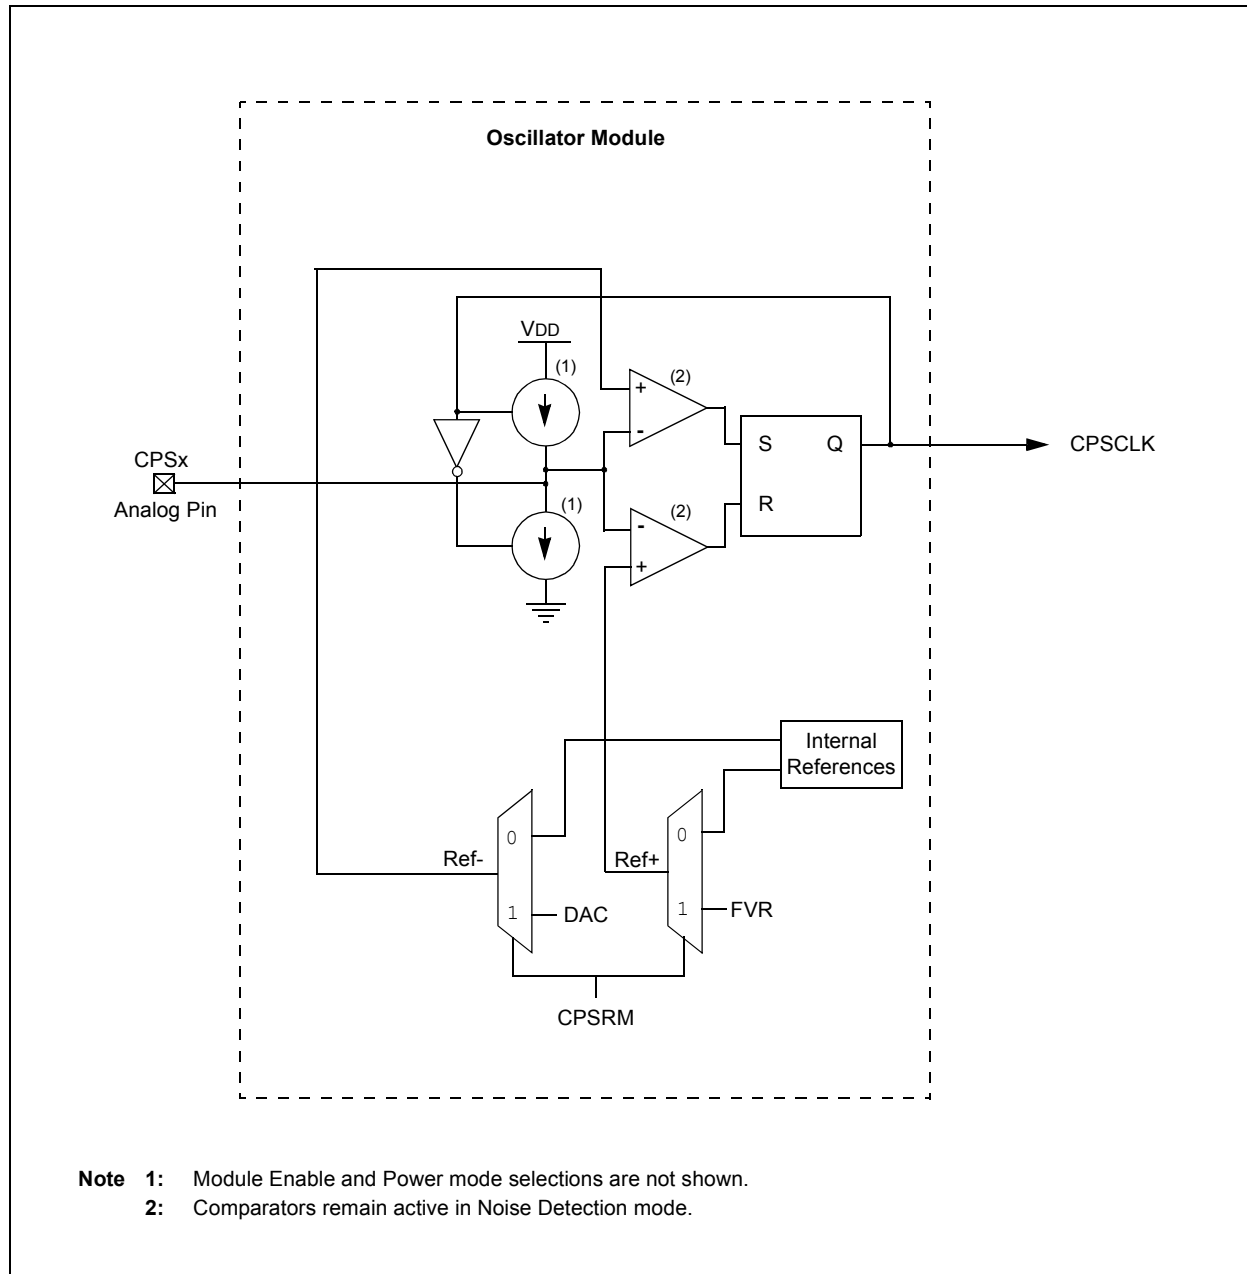 Oscillator Module
VDD
(1)
(2)
+
-
S Q
CPSCLK
CPSx
Analog Pin
(1)
(2)
R
-
+
Internal
References
0
0
Ref-
Ref+
1
DAC
1
FVR
CPSRM
Note 1: Module Enable and Power mode selections are not shown.
2: Comparators remain active in Noise Detection mode.